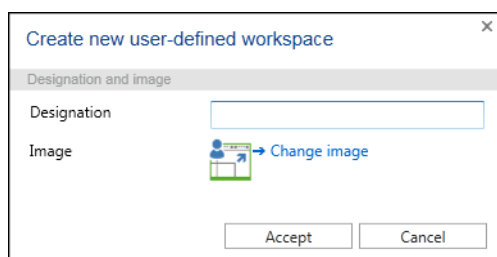 Create new user-defined workspace
Designation and image
Designation
Image
→ Change image
Accept Cancel